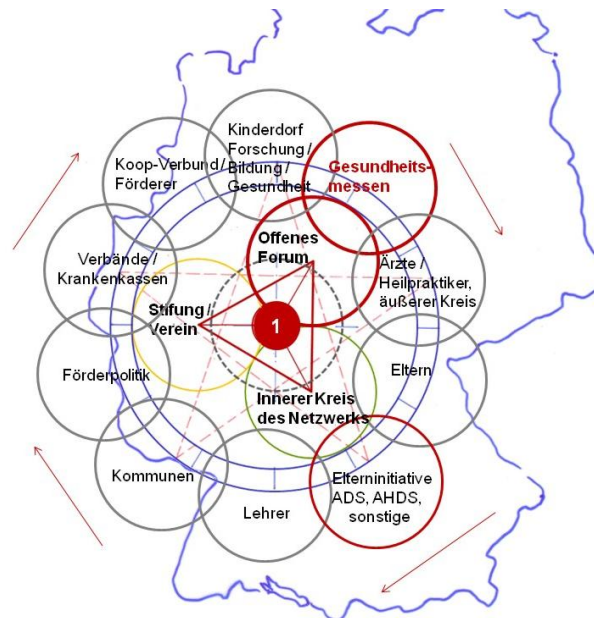 Kinderdorf
Forschung/
Bildung/
Gesundheit
Koop-Verbund/
Förderer
Gesundheits-
messen
Offenes
Forum
Verbände /
Krankenkassen
Ärzte /
Heilpraktiker,
äußerer Kreis
Stifung/
Verein
1
Förderpolitik
Eltern
Innerer Kreis
des Netzwerks
Kommunen
Lehrer
Elterninitiative
ADS, AHDS,
sonstige